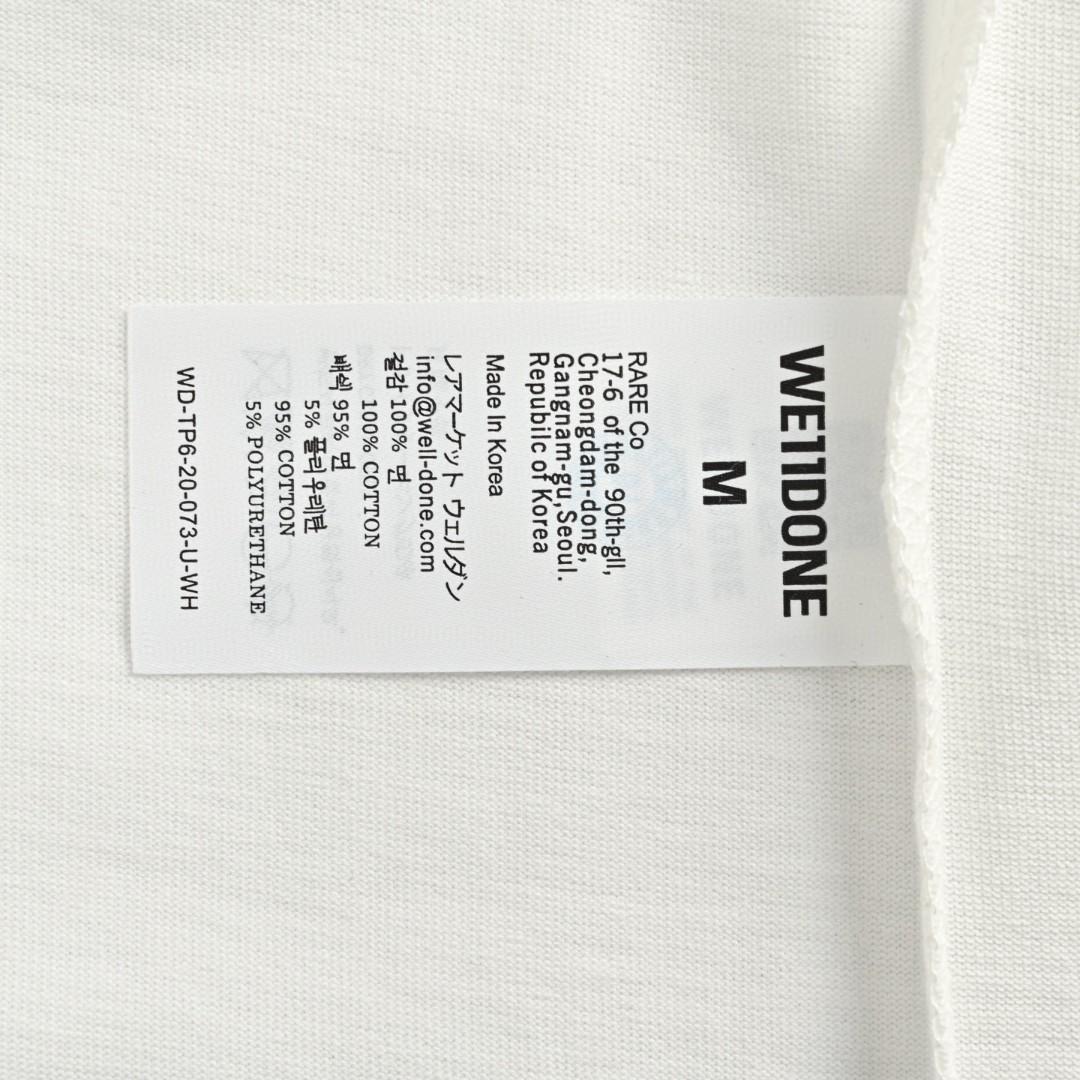 WE11DONE
M
RARE Co
17-6 of the 90th-gil,
Cheongdam-dong,
Gangnam-gu,Seoul.
Republic of Korea
Made In Korea
レアマーケット ウェルダン
info@well-done.com
겉감 100% 면
100% COTTON
배색 95% 면
5% 폴리우레탄
95% COTTON
5% POLYURETHANE
WD-TP6-20-073-U-WH